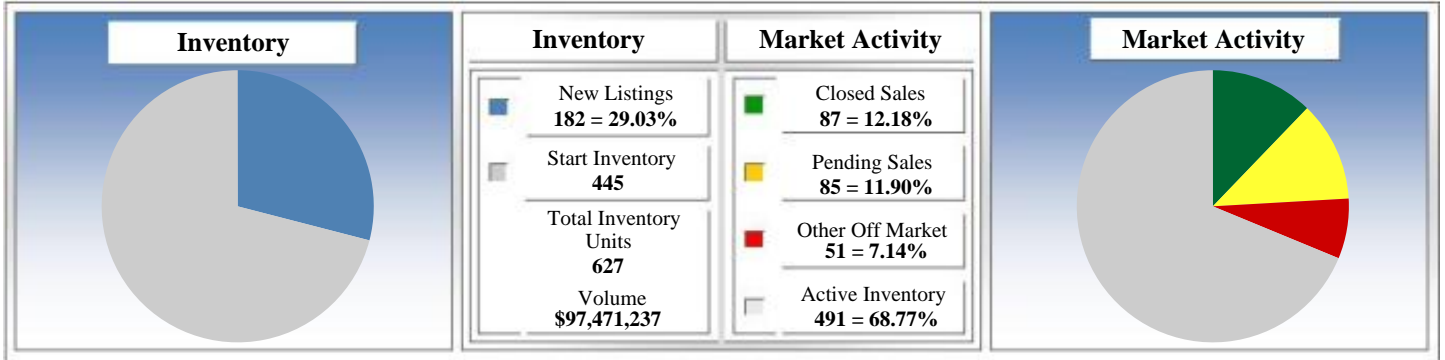 Inventory
Inventory
New Listings
182 = 29.03%
Start Inventory
445
Total Inventory
Units
627
Volume
$97,471,237
Market Activity
Closed Sales
87 = 12.18%
Pending Sales
85 = 11.90%
Other Off Market
51 = 7.14%
Active Inventory
491 = 68.77%
Market Activity